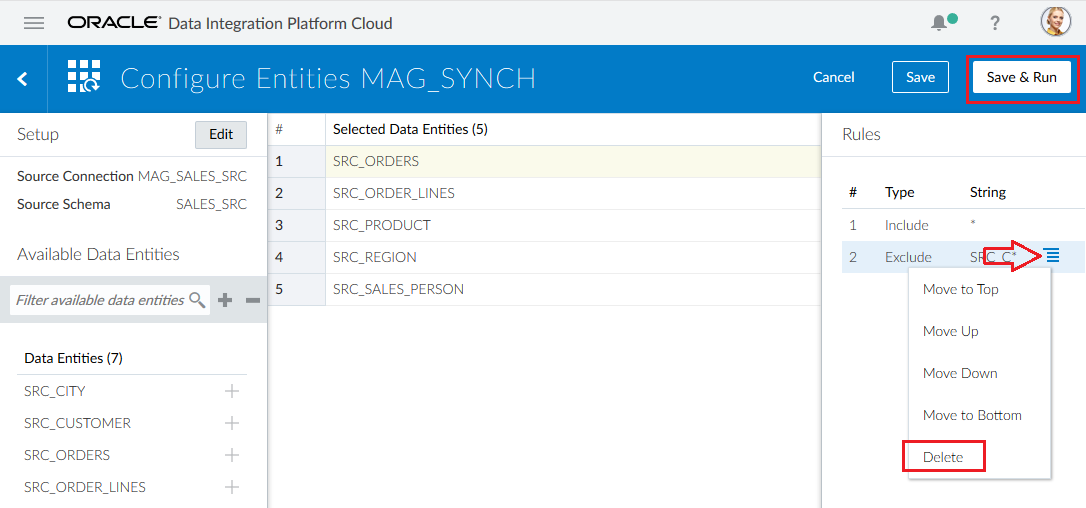 ORACLE® Data Integration Platform Cloud ?
Configure Entities MAG_SYNCH Cancel Save Save & Run
Setup Edit
Source Connection MAG_SALES_SRC
Source Schema SALES_SRC
Available Data Entities
Filter available data entities
Data Entities (7)
SRC_CITY
SRC_CUSTOMER
SRC_ORDERS
SRC_ORDER_LINES
# Selected Data Entities (5)
1 SRC_ORDERS
2 SRC_ORDER_LINES
3 SRC_PRODUCT
4 SRC_REGION
5 SRC_SALES_PERSON
Rules
# Type String
1 Include *
2 Exclude SRC_C*
Move to Top
Move Up
Move Down
Move to Bottom
Delete